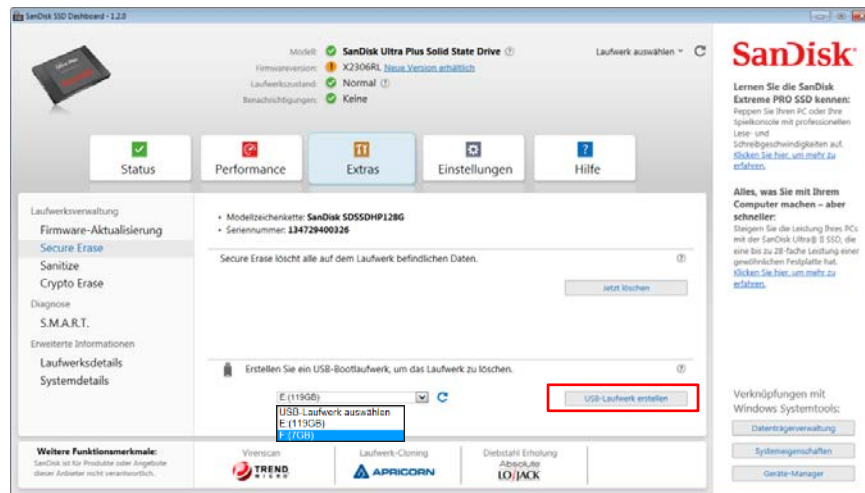 SanDisk SSD Dashboard - 1.2.0
Modell: SanDisk Ultra Plus Solid State Drive
Laufwerk auswählen
Firmwareversion: X2306RL Neue Version erhältlich
Laufwerkszustand: Normal
Benachrichtigungen: Keine
Status
Performance
Extras
Einstellungen
Hilfe
Laufwerksverwaltung
Firmware-Aktualisierung
Secure Erase
Sanitize
Crypto Erase
Diagnose
S.M.A.R.T.
Erweiterte Informationen
Laufwerksdetails
Systemdetails
• Modellzeichenkette: SanDisk SDSSDHP128G
• Seriennummer: 134729400326
Secure Erase löscht alle auf dem Laufwerk befindlichen Daten.
Jetzt löschen
Erstellen Sie ein USB-Bootlaufwerk, um das Laufwerk zu löschen.
E:(119GB)
USB-Laufwerk auswählen
E:(119GB)
F:(7GB)
USB-Laufwerk erstellen
SanDisk
Lernen Sie die SanDisk
Extreme PRO SSD kennen:
Peppen Sie Ihren PC oder Ihre
Spielkonsole mit professionellen
Lese- und
Schreibgeschwindigkeiten auf.
Klicken Sie hier, um mehr zu
erfahren.
Alles, was Sie mit Ihrem
Computer machen – aber
schneller:
Steigern Sie die Leistung Ihres PCs
mit der SanDisk Ultra® II SSD, die
eine bis zu 28-fache Leistung einer
gewöhnlichen Festplatte hat.
Klicken Sie hier, um mehr zu
erfahren.
Verknüpfungen mit
Windows Systemtools:
Datenträgerverwaltung
Systemeigenschaften
Geräte-Manager
Weitere Funktionsmerkmale:
SanDisk ist für Produkte oder Angebote
dieser Anbieter nicht verantwortlich.
Virenscan
TREND
MICRO
Laufwerk-Cloning
APRICORN
Diebstahl Erholung
Absolute
LOJACK